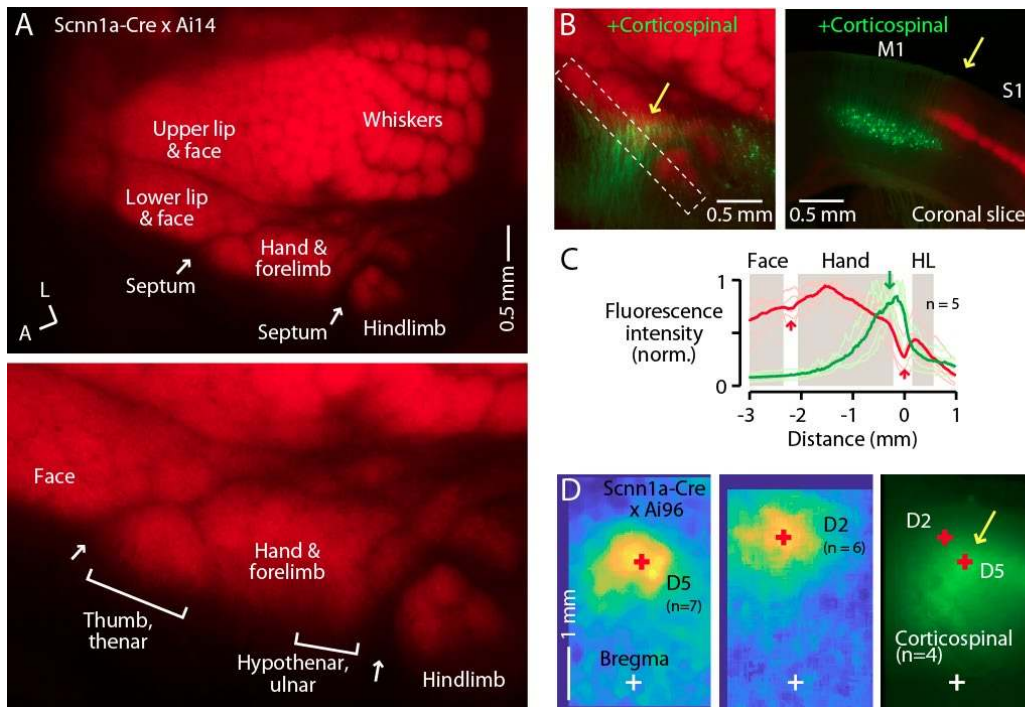 A
Scnn1a-Cre x Ai14
Whiskers
Upper lip
& face
Lower lip
& face
Hand &
forelimb
Septum
Septum
Hindlimb
L
A
0.5 mm
Face
Hand &
forelimb
Thumb,
thenar
Hypothenar,
ulnar
Hindlimb
B
+Corticospinal
0.5 mm
+Corticospinal
M1
S1
0.5 mm
Coronal slice
C
Face
Hand
HL
Fluorescence
intensity
(norm.)
1
0
n = 5
-3
-2
-1
0
1
Distance (mm)
D
Scnn1a-Cre
x Ai96
D5
(n=7)
1 mm
Bregma
D2
(n = 6)
D2
D5
Corticospinal
(n=4)